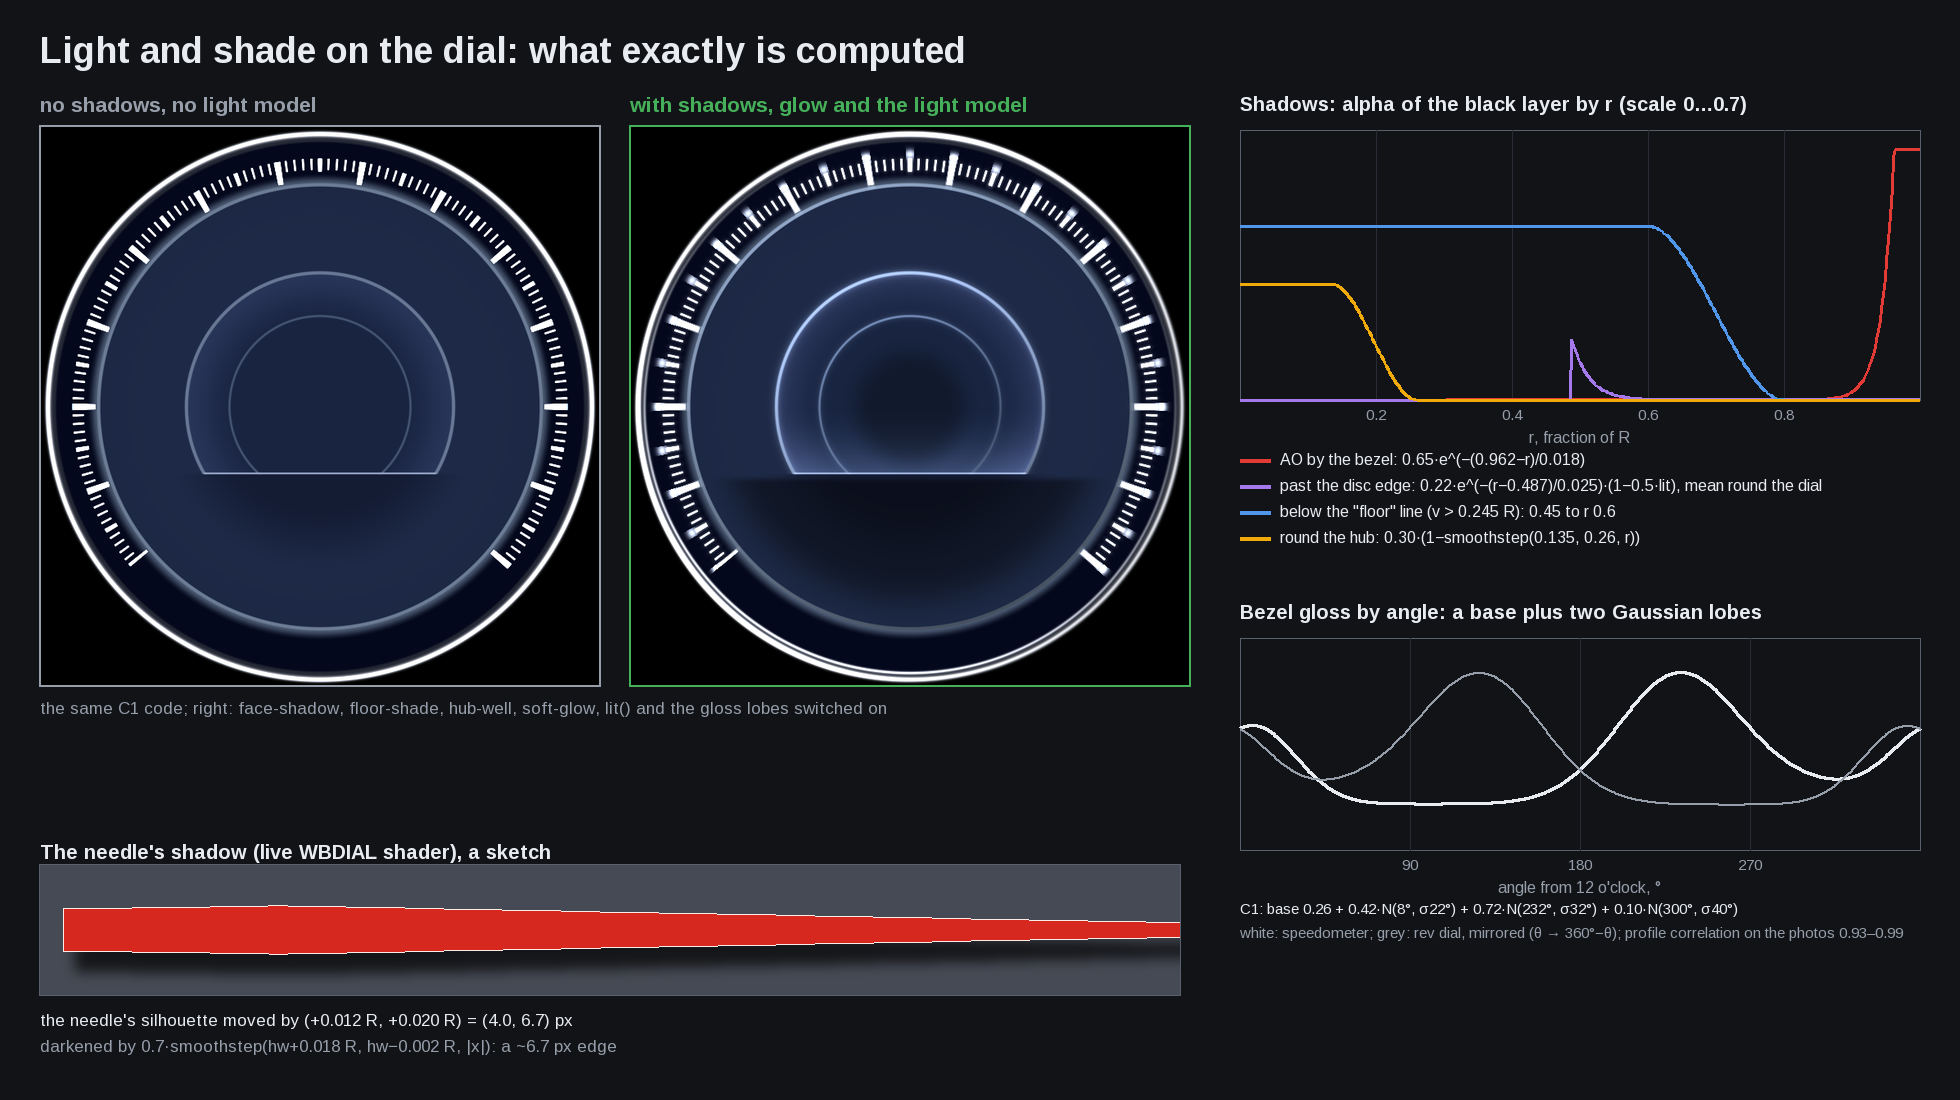 Light and shade on the dial: what exactly is computed
no shadows, no light model
with shadows, glow and the light model
the same C1 code; right: face-shadow, floor-shade, hub-well, soft-glow, lit() and the gloss lobes switched on
Shadows: alpha of the black layer by r (scale 0…0.7)
0.2 0.4 0.6 0.8
r, fraction of R
AO by the bezel: 0.65·e^(−(0.962−r)/0.018)
past the disc edge: 0.22·e^(−(r−0.487)/0.025)·(1−0.5·lit), mean round the dial
below the "floor" line (v > 0.245 R): 0.45 to r 0.6
round the hub: 0.30·(1−smoothstep(0.135, 0.26, r))
Bezel gloss by angle: a base plus two Gaussian lobes
90 180 270
angle from 12 o'clock, °
C1: base 0.26 + 0.42·N(8°, σ22°) + 0.72·N(232°, σ32°) + 0.10·N(300°, σ40°)
white: speedometer; grey: rev dial, mirrored (θ → 360°−θ); profile correlation on the photos 0.93–0.99
The needle's shadow (live WBDIAL shader), a sketch
the needle's silhouette moved by (+0.012 R, +0.020 R) = (4.0, 6.7) px
darkened by 0.7·smoothstep(hw+0.018 R, hw−0.002 R, |x|): a ~6.7 px edge